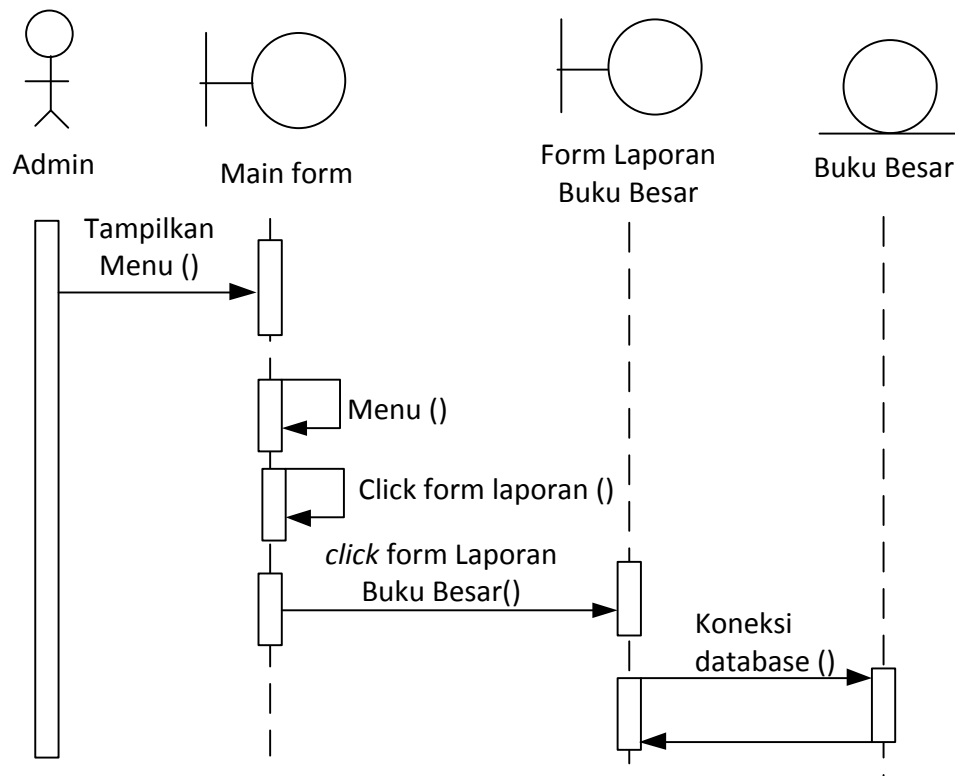 Admin
Main form
Form Laporan
Buku Besar
Buku Besar
Tampilkan
Menu ()
Menu ()
Click form laporan ()
click form Laporan
Buku Besar()
Koneksi
database ()